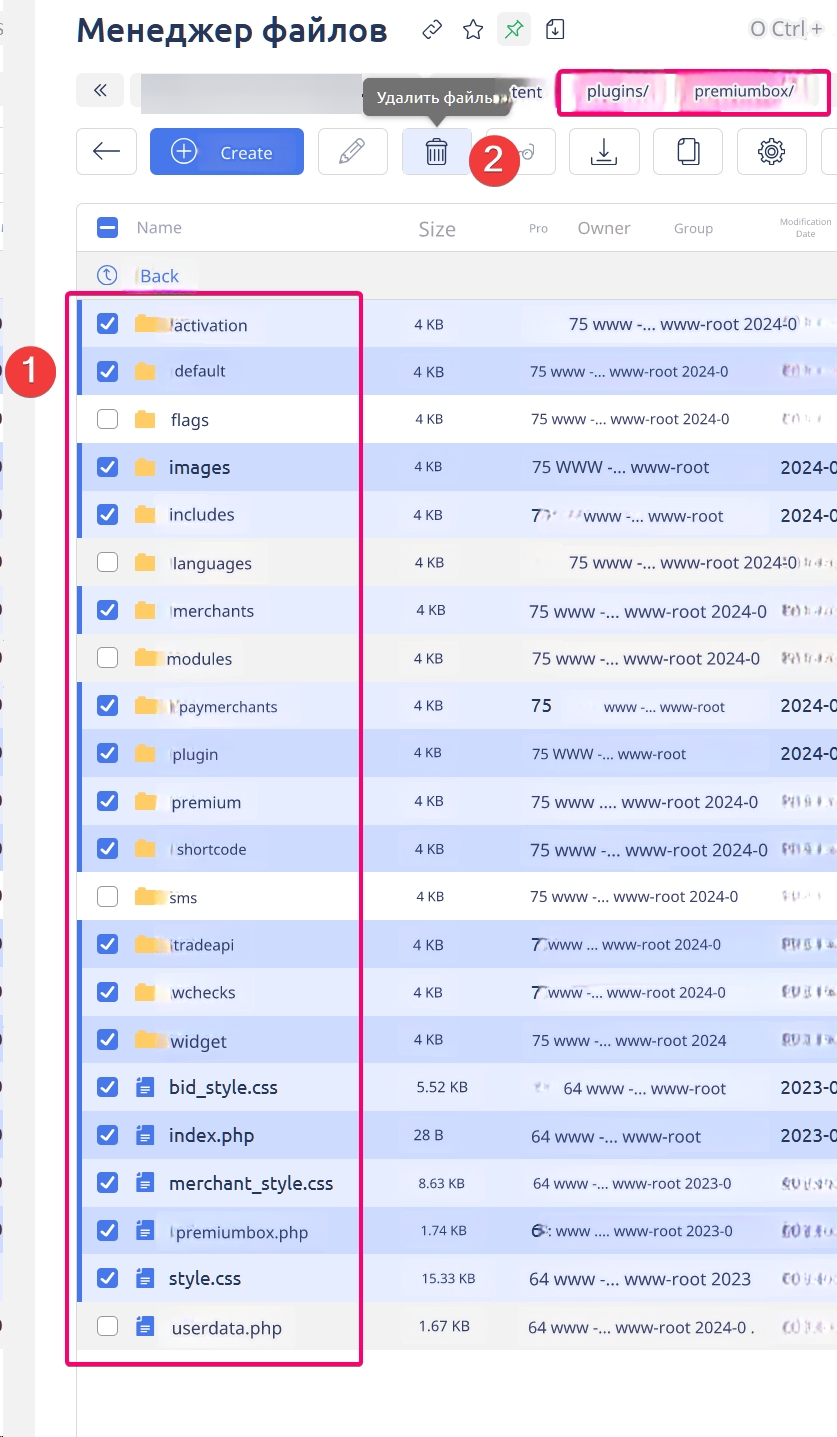 Менеджер файлов O Ctrl +
tent plugins/ premiumbox/
Удалить файлы
Create 2
Name Size Pro Owner Group Modification Date
Back
activation 4 KB 75 www -... www-root 2024-0
1
default 4 KB 75 www -... www-root 2024-0
flags 4 KB 75 www -... www-root 2024-0
images 4 KB 75 WWW -... www-root 2024-0
includes 4 KB 7 www -... www-root 2024-0
languages 4 KB 75 www -... www-root 2024-0
merchants 4 KB 75 www -... www-root 2024-0
modules 4 KB 75 www -... www-root 2024-0
paymerchants 4 KB 75 www -... www-root 2024-0
plugin 4 KB 75 WWW -... www-root 2024-0
premium 4 KB 75 www .... www-root 2024-0
shortcode 4 KB 75 www -... www-root 2024-0
sms 4 KB 75 www -... www-root 2024-0
tradeapi 4 KB 7 www ... www-root 2024-0
wchecks 4 KB 7 www -... www-root 2024-0
widget 4 KB 75 www -... www-root 2024
bid_style.css 5.52 KB 64 www -... www-root 2023-0
index.php 28 B 64 www -... www-root 2023-0
merchant_style.css 8.63 KB 64 www -... www-root 2023-0
premiumbox.php 1.74 KB 6 www .... www-root 2023-0
style.css 15.33 KB 64 www -... www-root 2023
userdata.php 1.67 KB 64 www -... www-root 2024-0 .